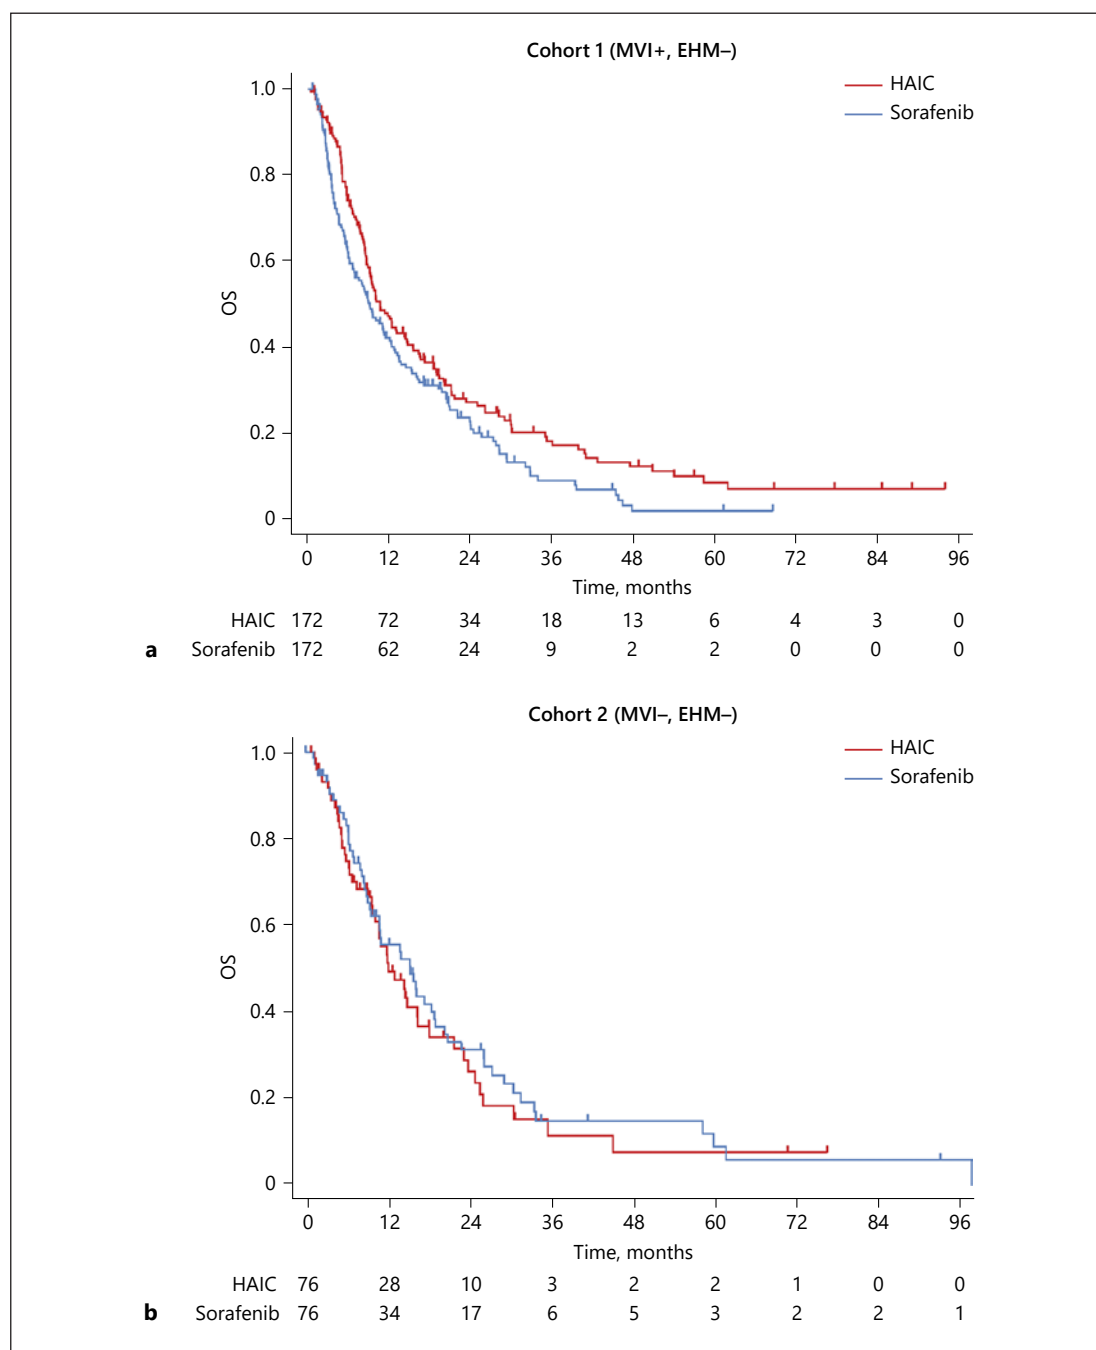 Cohort 1 (MVI+, EHM–)
HAIC
Sorafenib
1.0
0.8
0.6
0.4
0.2
0
OS
0 12 24 36 48 60 72 84 96
Time, months
HAIC 172 72 34 18 13 6 4 3 0
a Sorafenib 172 62 24 9 2 2 0 0 0
Cohort 2 (MVI–, EHM–)
HAIC
Sorafenib
1.0
0.8
0.6
0.4
0.2
0
OS
0 12 24 36 48 60 72 84 96
Time, months
HAIC 76 28 10 3 2 2 1 0 0
b Sorafenib 76 34 17 6 5 3 2 2 1